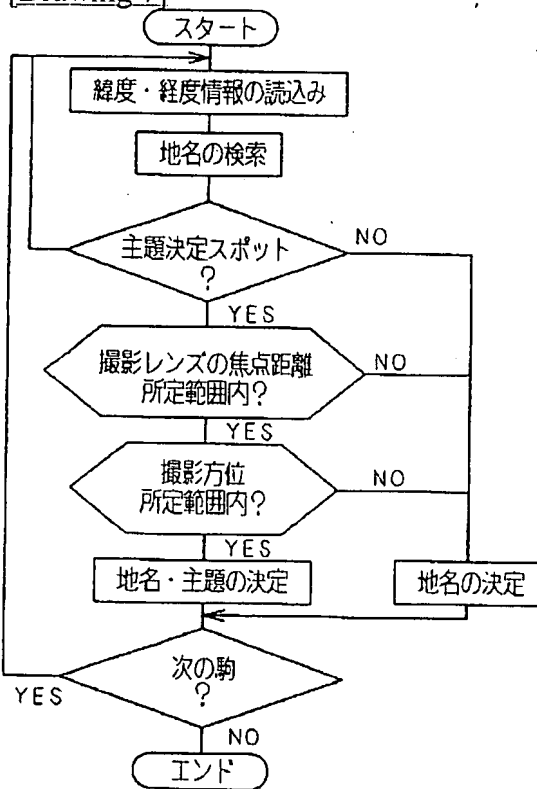 スタート
緯度・経度情報の読込み
地名の検索
主題決定スポット
?
NO
YES
撮影レンズの焦点距離
所定範囲内?
NO
YES
撮影方位
所定範囲内?
NO
YES
地名・主題の決定
地名の決定
次の駒
?
YES
NO
エンド